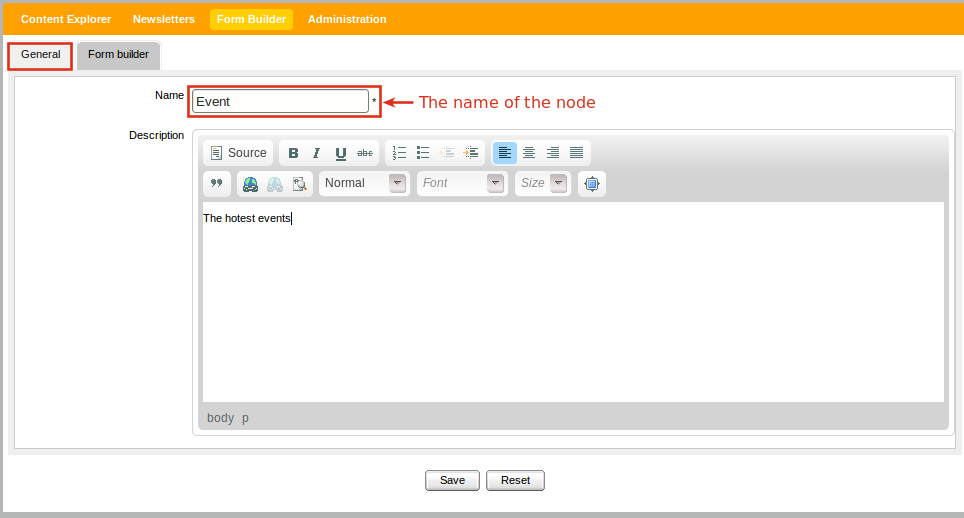 Content Explorer Newsletters Form Builder Administration
General Form builder
Name Event * The name of the node
Description
Source B I U abc
Normal Font Size
The hotest events
body p
Save Reset